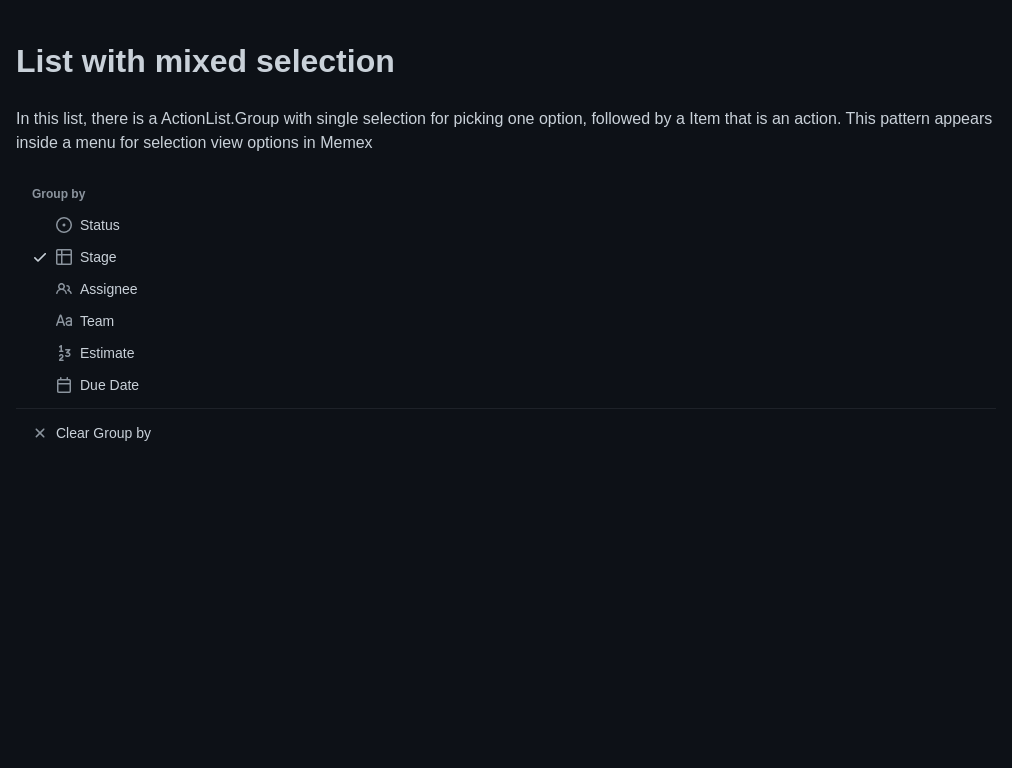 List with mixed selection
In this list, there is a ActionList.Group with single selection for picking one option, followed by a Item that is an action. This pattern appears
inside a menu for selection view options in Memex
Group by
Status
Stage
Assignee
Team
Estimate
Due Date
Clear Group by